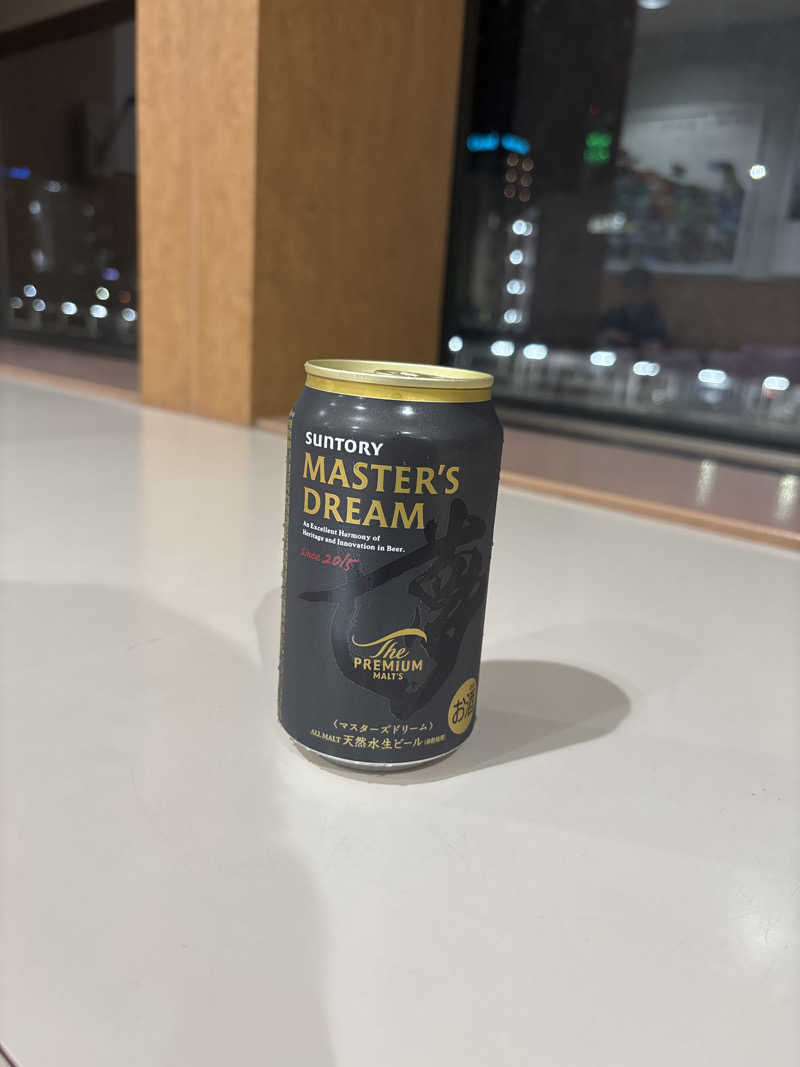 SUNTORY
MASTER'S
DREAM
An Excellent Harmony of
Heritage and Innovation in Beer.
since 2015
夢
The
PREMIUM
MALT'S
お酒
〈マスターズドリーム〉
ALL MALT 天然水生ビール